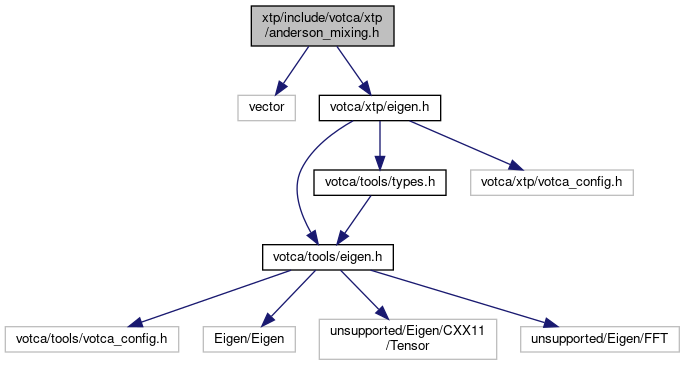 xtp/include/votca/xtp
/anderson_mixing.h
vector
votca/xtp/eigen.h
votca/tools/types.h
votca/xtp/votca_config.h
votca/tools/eigen.h
votca/tools/votca_config.h
Eigen/Eigen
unsupported/Eigen/CXX11
/Tensor
unsupported/Eigen/FFT